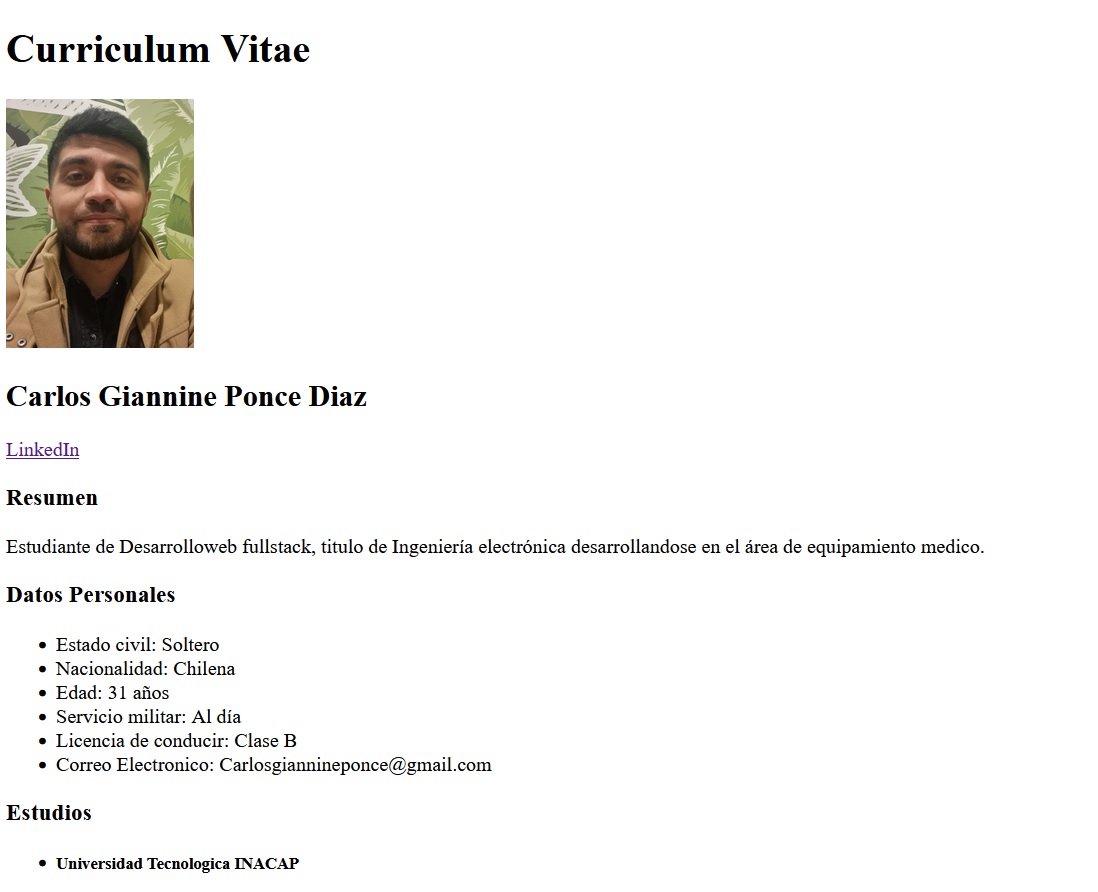 Curriculum Vitae
Carlos Giannine Ponce Diaz
LinkedIn
Resumen
Estudiante de Desarrolloweb fullstack, titulo de Ingeniería electrónica desarrollandose en el área de equipamiento medico.
Datos Personales
Estado civil: Soltero
Nacionalidad: Chilena
Edad: 31 años
Servicio militar: Al día
Licencia de conducir: Clase B
Correo Electronico: Carlosgiannineponce@gmail.com
Estudios
Universidad Tecnologica INACAP